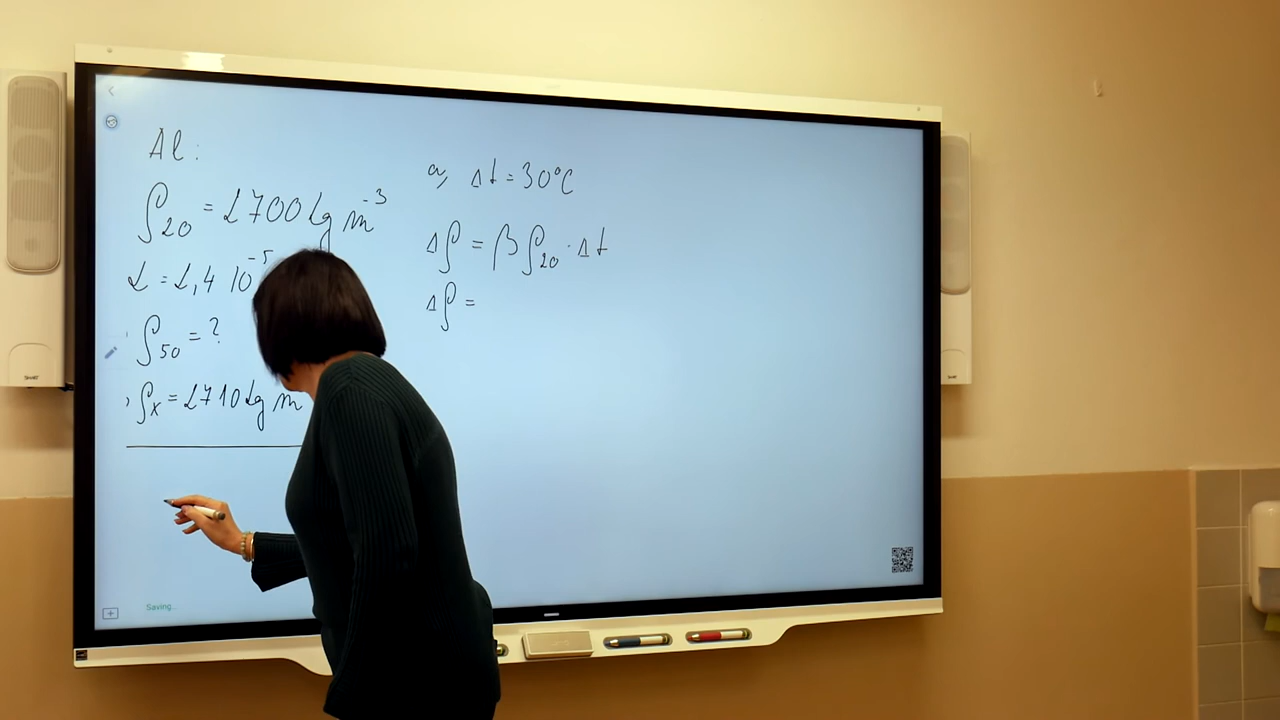 Al:
ρ₂₀ = 2700 kg m⁻³
α = 2,4 10⁻⁵
ρ₅₀ = ?
ρₓ = 2710 kg m
a, Δt = 30°C
Δρ = β ρ₂₀ · Δt
Δρ =
Saving...